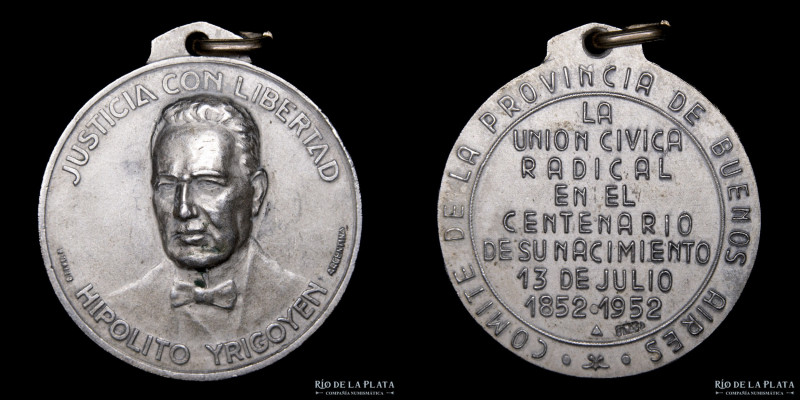 JUSTICIA CON LIBERTAD
HIPOLITO YRIGOYEN
ARGENTINA
COMITE DE LA PROVINCIA DE BUENOS AIRES
LA
UNION CIVICA
RADICAL
EN EL
CENTENARIO
DE SU NACIMIENTO
13 DE JULIO
1852·1952
RÍO DE LA PLATA
COMPAÑÍA NUMISMÁTICA
RÍO DE LA PLATA
COMPAÑÍA NUMISMÁTICA